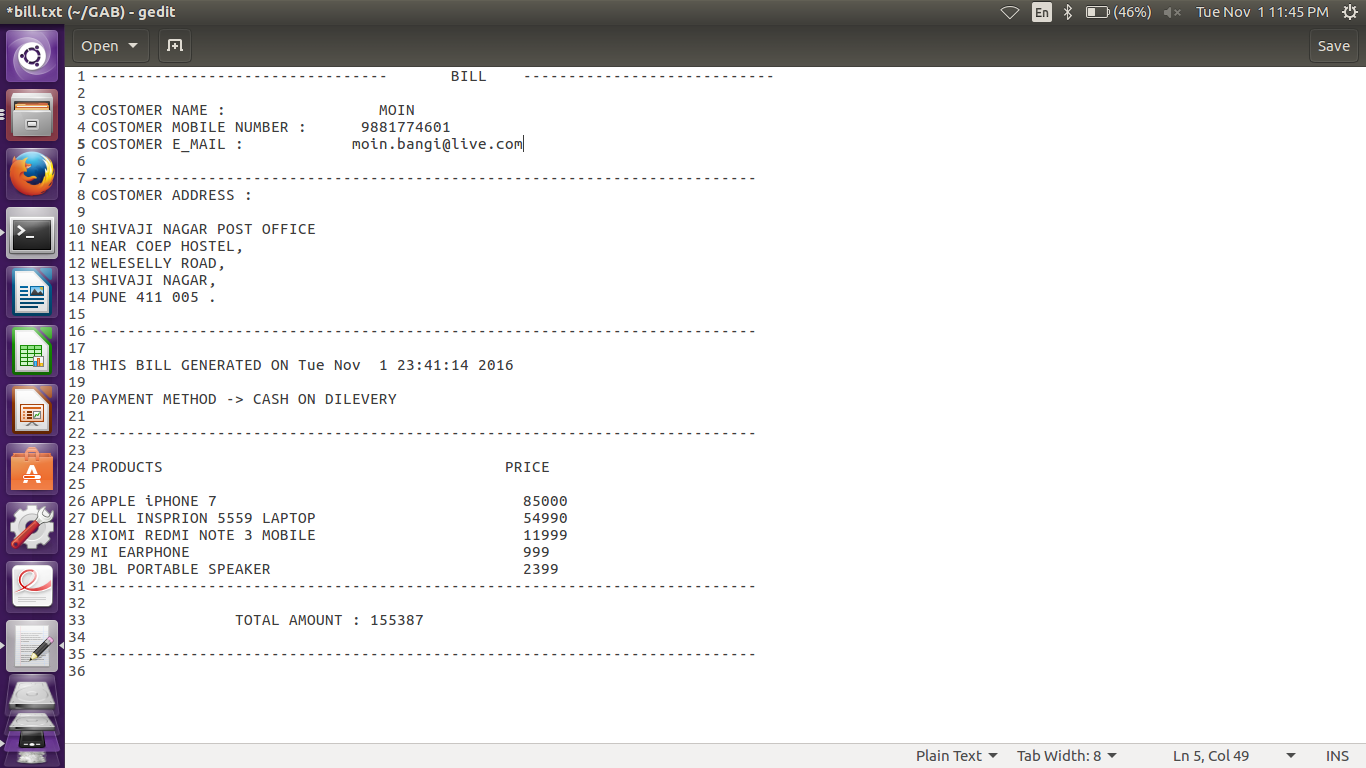 *bill.txt (~/GAB) - gedit
En (46%) Tue Nov 1 11:45 PM
Open Save
1 --------------------------------- BILL ----------------------------
2
3 COSTOMER NAME : MOIN
4 COSTOMER MOBILE NUMBER : 9881774601
5 COSTOMER E_MAIL : moin.bangi@live.com
6
7 --------------------------------------------------------------------------
8 COSTOMER ADDRESS :
9
10 SHIVAJI NAGAR POST OFFICE
11 NEAR COEP HOSTEL,
12 WELESELLY ROAD,
13 SHIVAJI NAGAR,
14 PUNE 411 005 .
15
16 --------------------------------------------------------------------------
17
18 THIS BILL GENERATED ON Tue Nov  1 23:41:14 2016
19
20 PAYMENT METHOD -> CASH ON DILEVERY
21
22 --------------------------------------------------------------------------
23
24 PRODUCTS PRICE
25
26 APPLE iPHONE 7 85000
27 DELL INSPRION 5559 LAPTOP 54990
28 XIOMI REDMI NOTE 3 MOBILE 11999
29 MI EARPHONE 999
30 JBL PORTABLE SPEAKER 2399
31 --------------------------------------------------------------------------
32
33 TOTAL AMOUNT : 155387
34
35 --------------------------------------------------------------------------
36
Plain Text Tab Width: 8 Ln 5, Col 49 INS